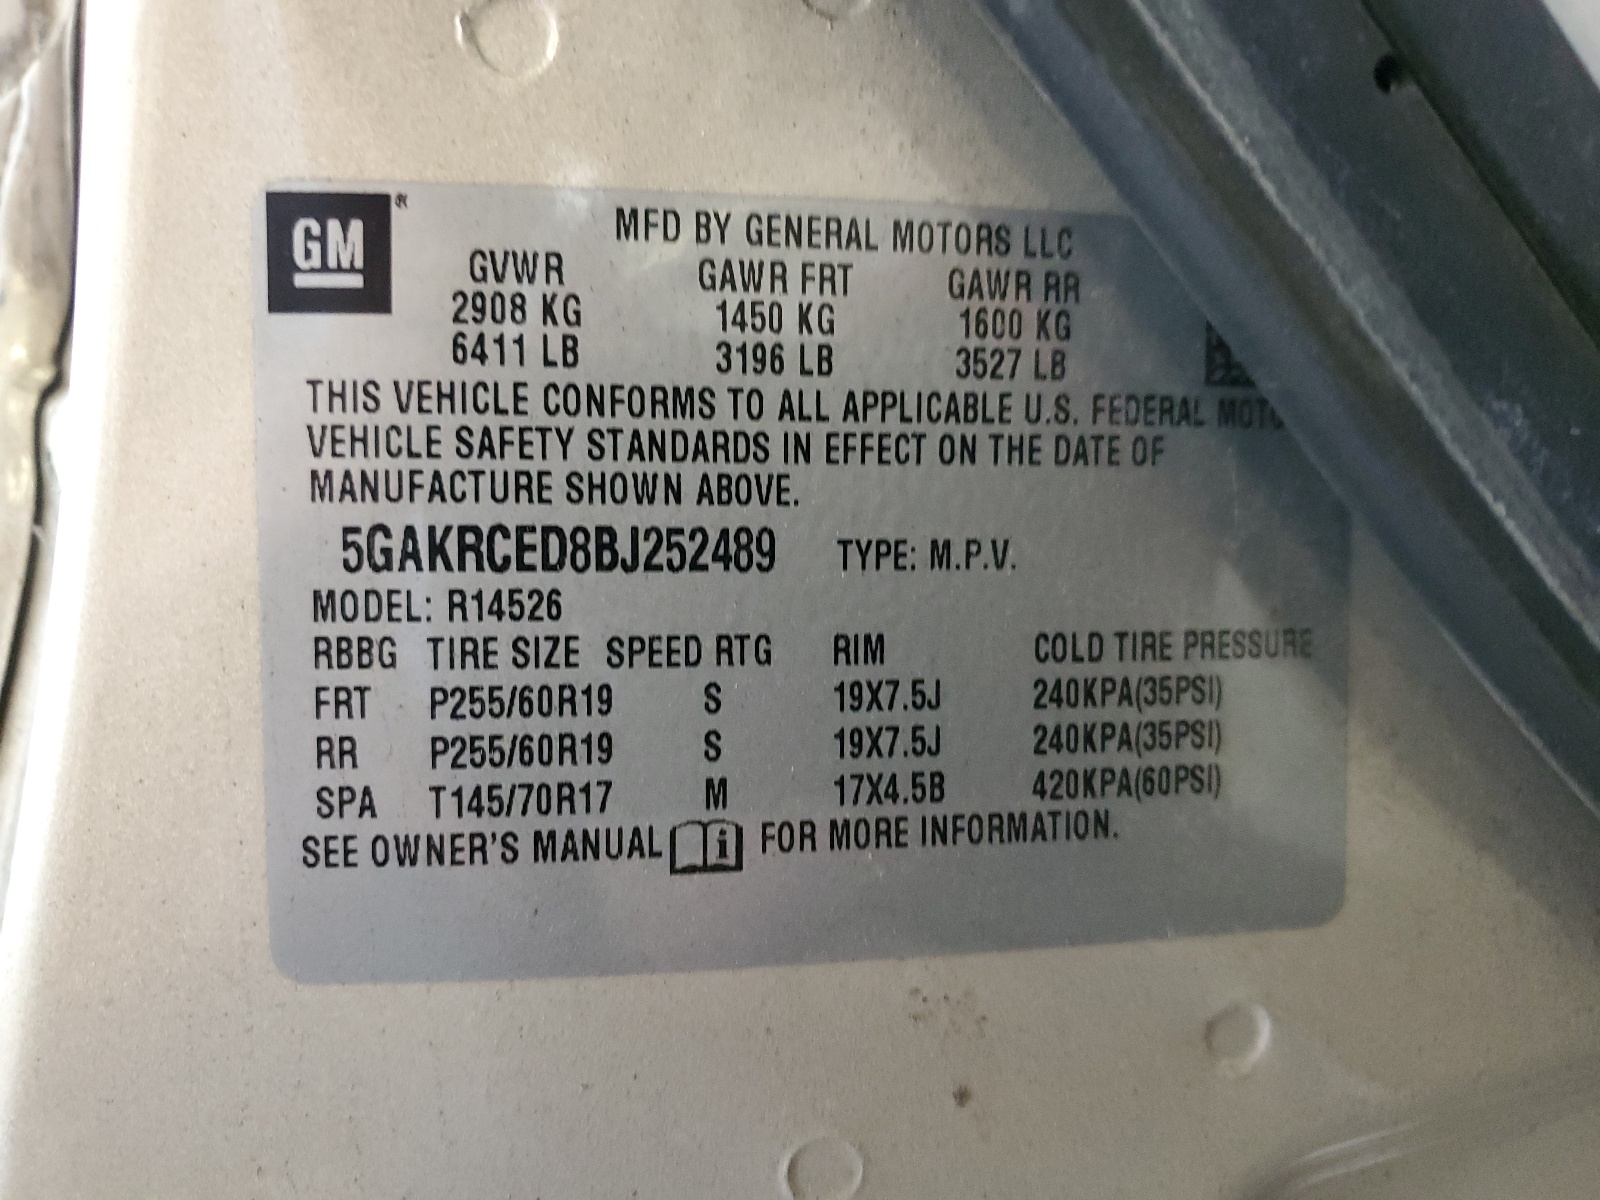 GM ®
MFD BY GENERAL MOTORS LLC
GVWR GAWR FRT GAWR RR
2908 KG 1450 KG 1600 KG
6411 LB 3196 LB 3527 LB
THIS VEHICLE CONFORMS TO ALL APPLICABLE U.S. FEDERAL
VEHICLE SAFETY STANDARDS IN EFFECT ON THE DATE OF
MANUFACTURE SHOWN ABOVE.
5GAKRCED8BJ252489 TYPE: M.P.V.
MODEL: R14526
RBBG TIRE SIZE SPEED RTG RIM COLD TIRE PRESSURE
FRT P255/60R19 S 19X7.5J 240KPA(35PSI)
RR P255/60R19 S 19X7.5J 240KPA(35PSI)
SPA T145/70R17 M 17X4.5B 420KPA(60PSI)
SEE OWNER'S MANUAL i FOR MORE INFORMATION.